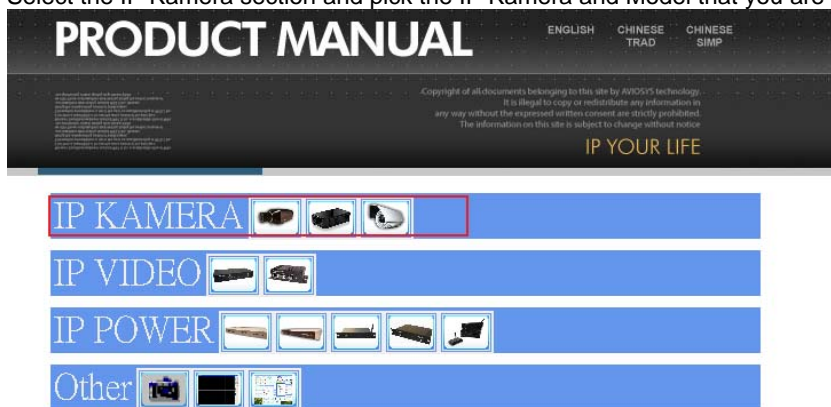 Select the IP Kamera section and pick the IP Kamera and Model that you are
PRODUCT MANUAL
ENGLISH CHINESE TRAD CHINESE SIMP
Copyright of all documents belonging to this site by AVIOSYS technology.
It is illegal to copy or redistribute any information in
any way without the expressed written consent are strictly prohibited.
The information on this site is subject to change without notice
IP YOUR LIFE
IP KAMERA
IP VIDEO
IP POWER
Other